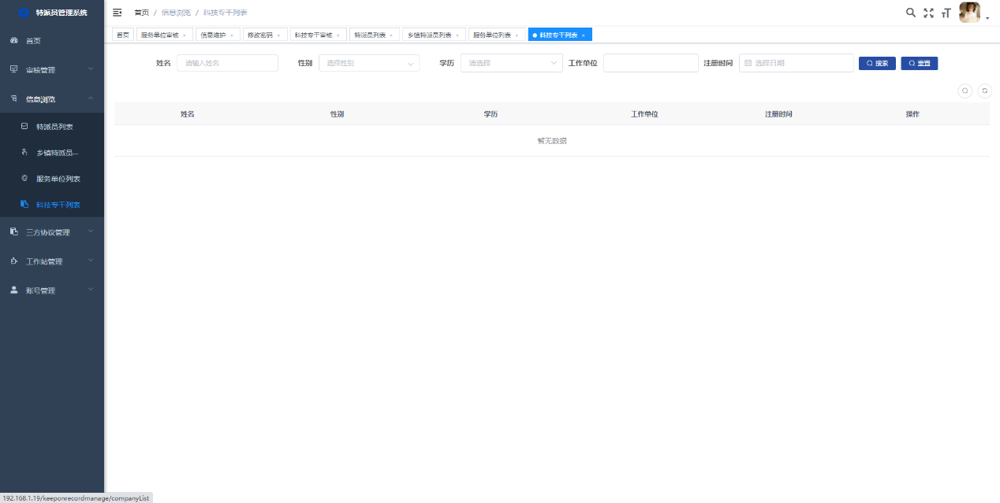 特派员管理系统
首页 / 信息浏览 / 科技专干列表
首页
审核管理
信息浏览
特派员列表
乡镇特派员...
服务单位列表
科技专干列表
三方协议管理
工作站管理
账号管理
首页 服务单位审核 × 信息维护 × 修改密码 × 科技专干审核 × 特派员列表 × 乡镇特派员列表 × 服务单位列表 × 科技专干列表 ×
姓名 请输入姓名 性别 选择性别 学历 请选择 工作单位 注册时间 选择日期 搜索 重置
姓名 性别 学历 工作单位 注册时间 操作
暂无数据
192.168.1.19/keeponrecordmanage/companyList